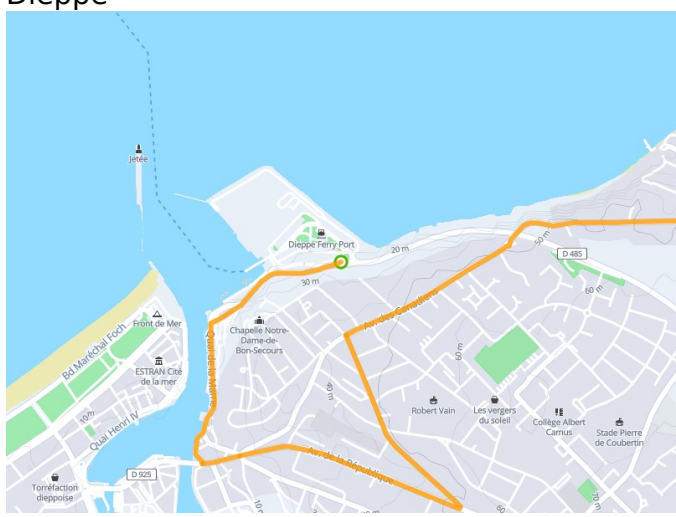 Dieppe
Jetée
Dieppe Ferry Port
20 m
30 m
50 m
D 485
60 m
Av. des Canadiens
Front de Mer
Bd Maréchal Foch
Chapelle Notre-
Dame-de-
Bon-Secours
Quai de la Marne
ESTRAN Cité
de la mer
60 m
40 m
10 m
Quai Henri IV
Robert Vain
Les vergers
du soleil
Collège Albert
Camus
Stade Pierre
de Coubertin
Av. de la République
D 925
Torréfaction
dieppoise
10 m
60
70 m